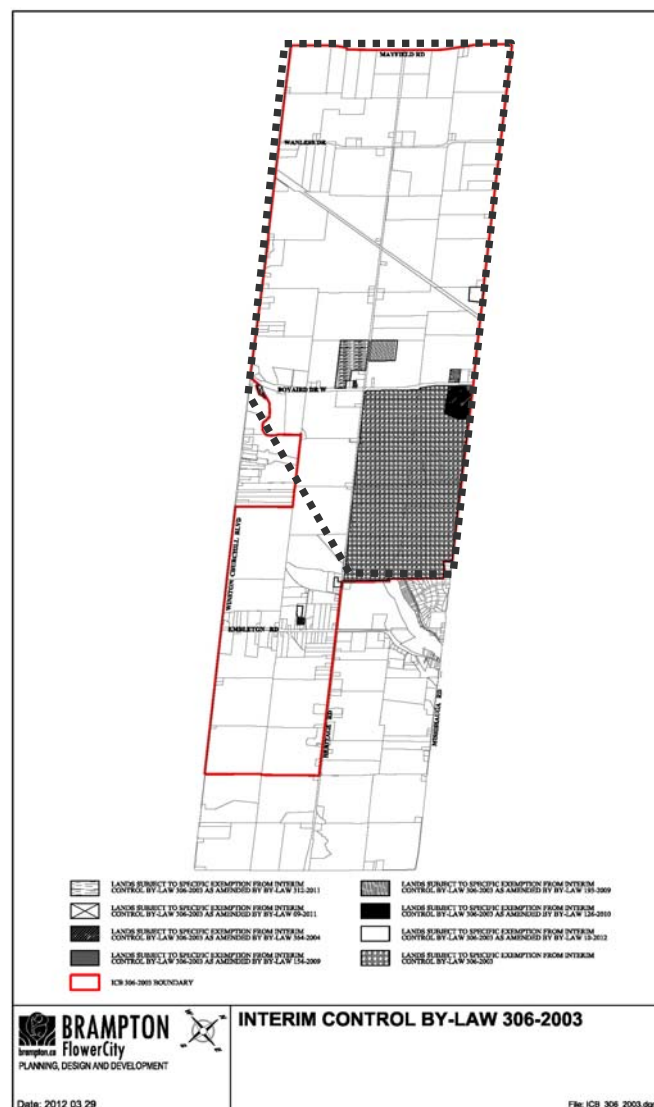 MAYFIELD RD
WANLESS DR
BOVAIRD DR W
WINSTON CHURCHILL BLVD
EMBLETON RD
HERITAGE RD
MISSISSAUGA RD
LANDS SUBJECT TO SPECIFIC EXEMPTION FROM INTERIM
CONTROL BY-LAW 306-2003 AS AMENDED BY BY-LAW 312-2011
LANDS SUBJECT TO SPECIFIC EXEMPTION FROM INTERIM
CONTROL BY-LAW 306-2003 AS AMENDED BY BY-LAW 69-2011
LANDS SUBJECT TO SPECIFIC EXEMPTION FROM INTERIM
CONTROL BY-LAW 306-2003 AS AMENDED BY BY-LAW 364-2004
LANDS SUBJECT TO SPECIFIC EXEMPTION FROM INTERIM
CONTROL BY-LAW 306-2003 AS AMENDED BY BY-LAW 154-2009
ICB 306-2003 BOUNDARY
LANDS SUBJECT TO SPECIFIC EXEMPTION FROM INTERIM
CONTROL BY-LAW 306-2003 AS AMENDED BY BY-LAW 193-2009
LANDS SUBJECT TO SPECIFIC EXEMPTION FROM INTERIM
CONTROL BY-LAW 306-2003 AS AMENDED BY BY-LAW 126-2010
LANDS SUBJECT TO SPECIFIC EXEMPTION FROM INTERIM
CONTROL BY-LAW 306-2003 AS AMENDED BY BY-LAW 10-2012
LANDS SUBJECT TO SPECIFIC EXEMPTION FROM INTERIM
CONTROL BY-LAW 306-2003
BRAMPTON
brampton.ca FlowerCity
PLANNING, DESIGN AND DEVELOPMENT
Date: 2012 03 29
INTERIM CONTROL BY-LAW 306-2003
File: ICB_306_2003.dgn